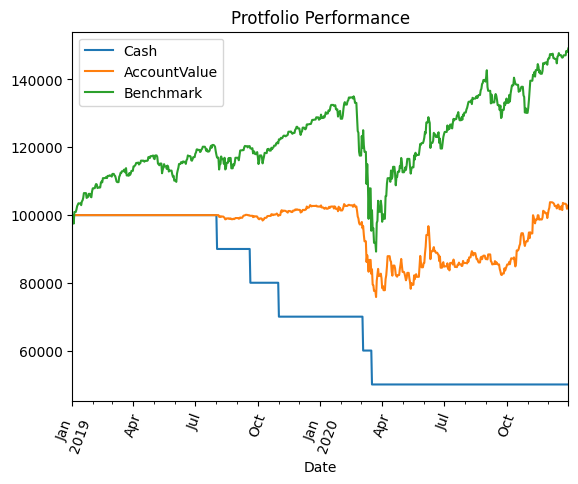 Protfolio Performance
Cash
AccountValue
Benchmark
140000
120000
100000
80000
60000
Jan
2019
Apr
Jul
Oct
Jan
2020
Apr
Jul
Oct
Date